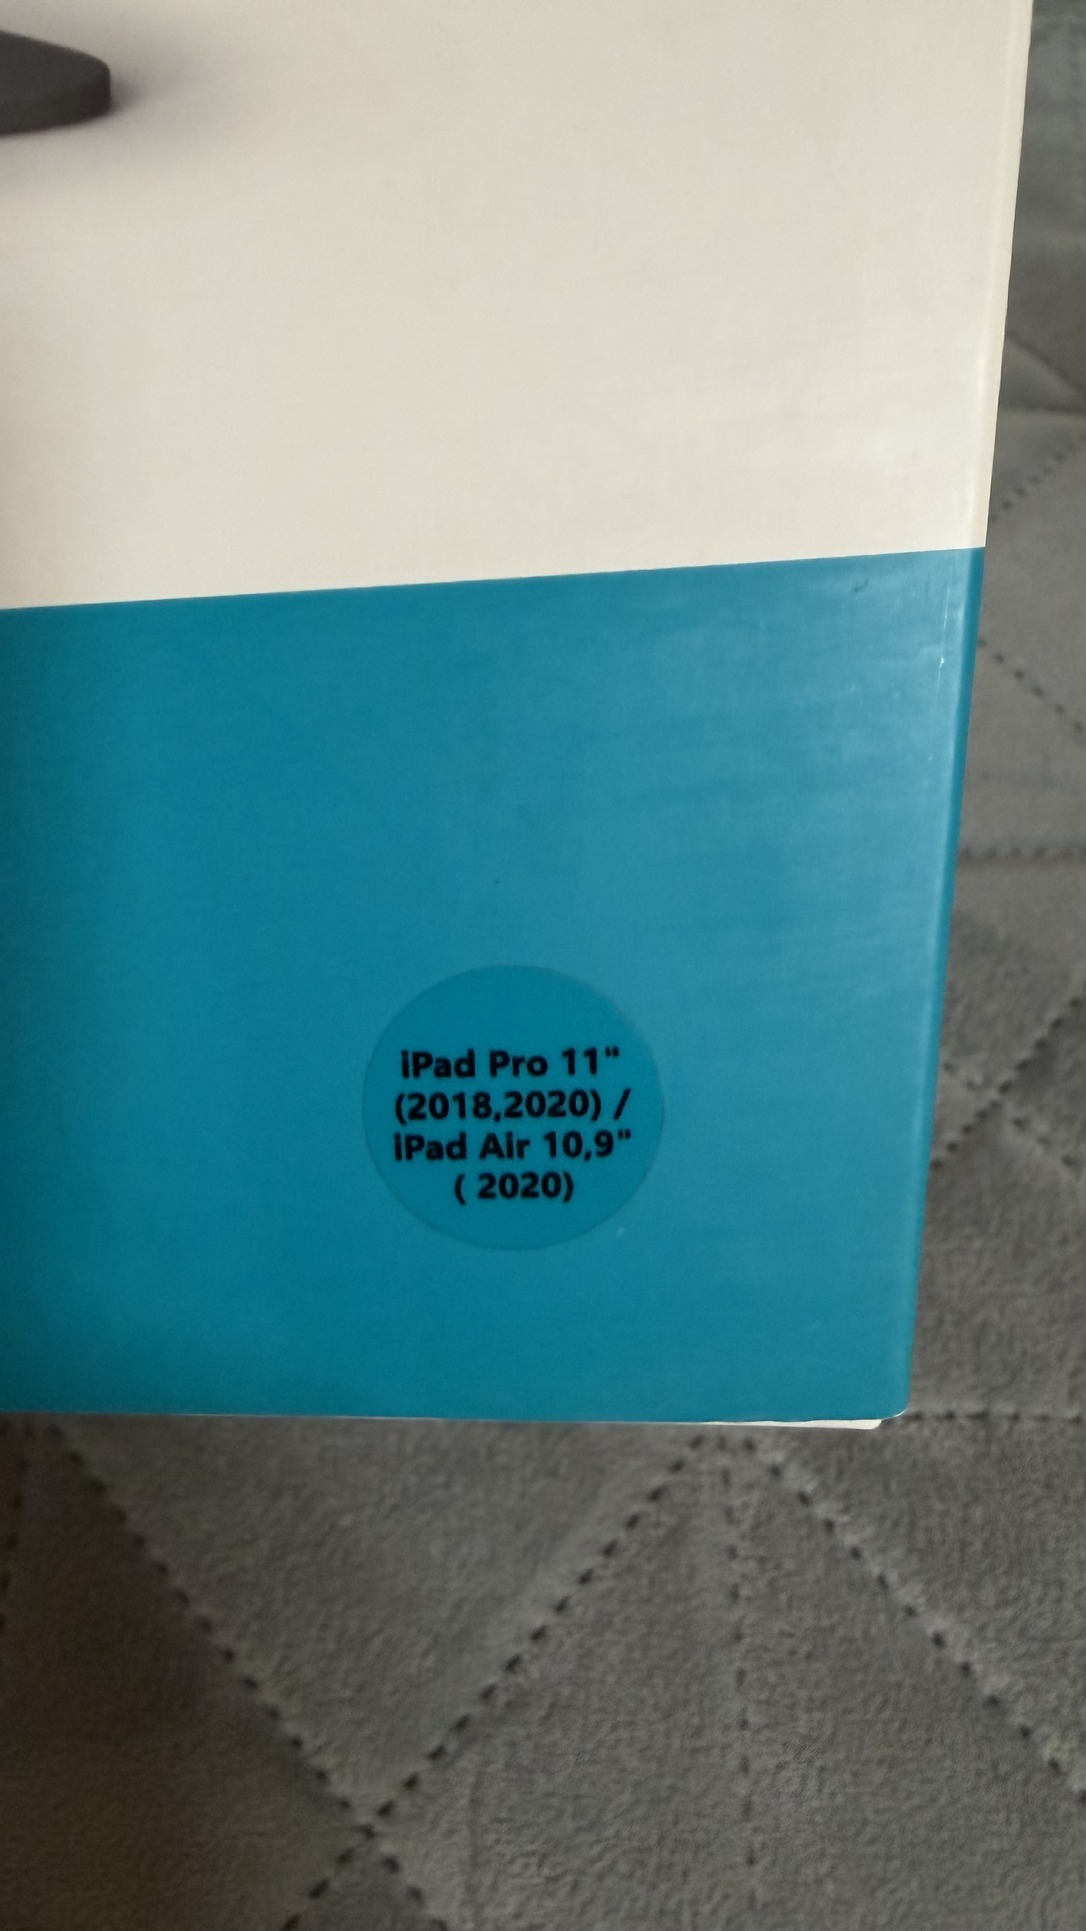 iPad Pro 11"
(2018,2020) /
iPad Air 10,9"
( 2020)